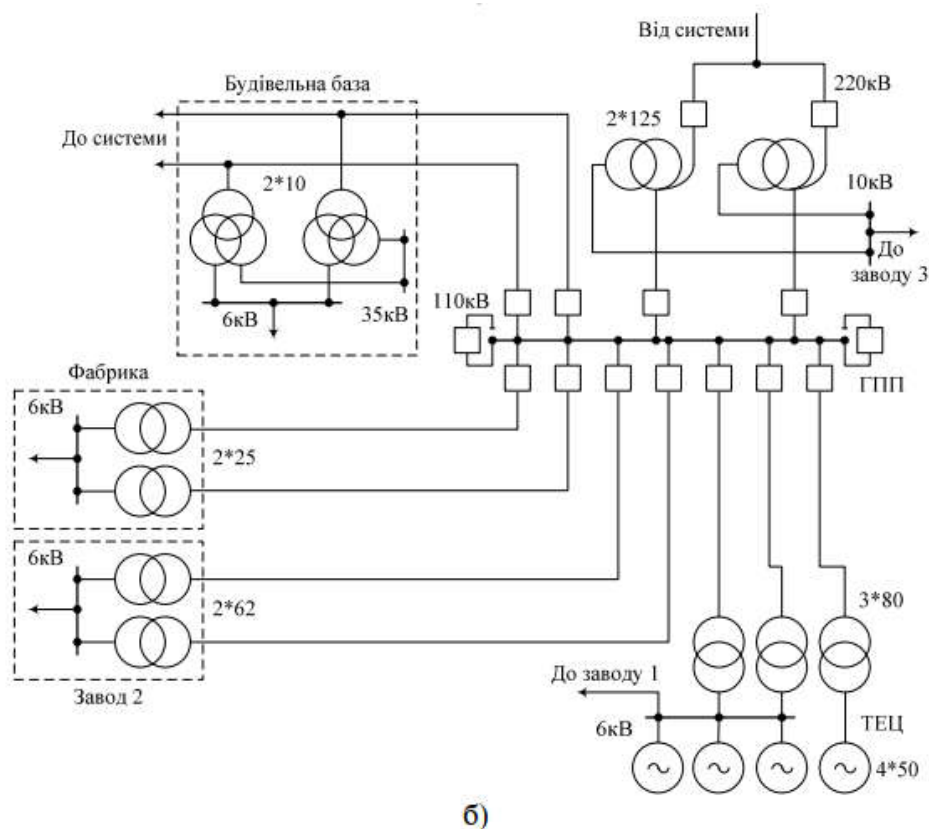 Від системи
Будівельна база
220кВ
2*125
До системи
2*10
10кВ
До
заводу 3
110кВ
6кВ
35кВ
ГПП
Фабрика
6кВ
2*25
6кВ
2*62
3*80
Завод 2
До заводу 1
6кВ
ТЕЦ
4*50
б)